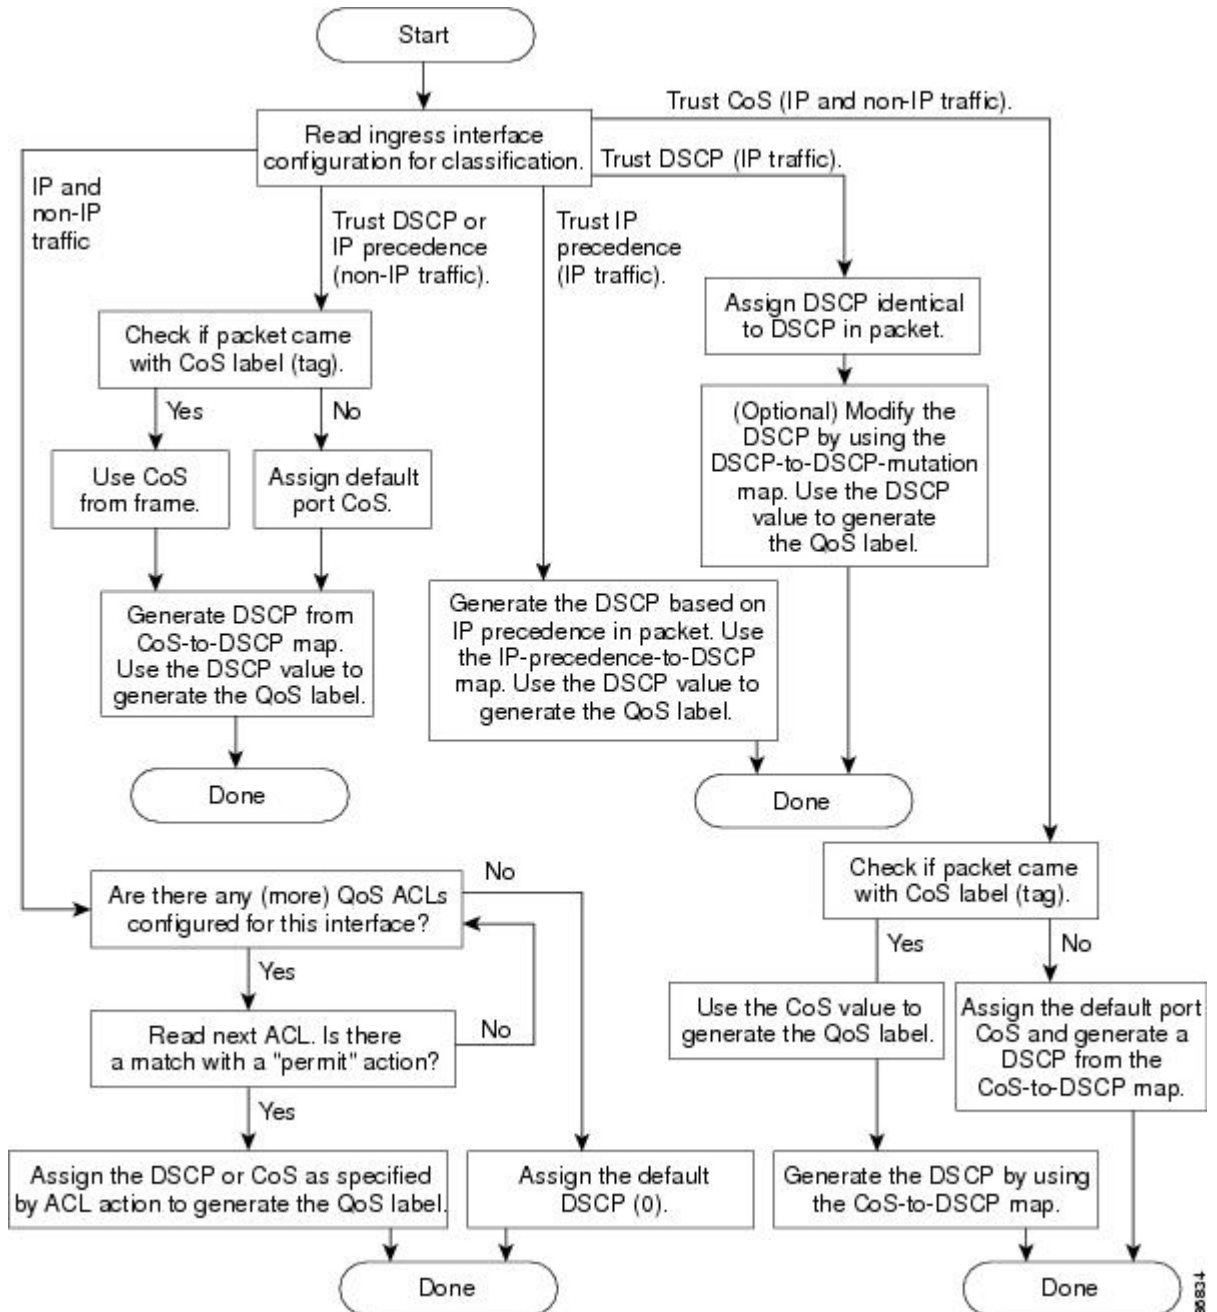 Start
Trust CoS (IP and non-IP traffic).
Read ingress interface
configuration for classification.
Trust DSCP (IP traffic).
IP and
non-IP
traffic
Trust DSCP or
IP precedence
(non-IP traffic).
Trust IP
precedence
(IP traffic).
Assign DSCP identical
to DSCP in packet.
Check if packet came
with CoS label (tag).
Yes
No
(Optional) Modify the
DSCP by using the
DSCP-to-DSCP-mutation
map. Use the DSCP
value to generate
the QoS label.
Use CoS
from frame.
Assign default
port CoS.
Generate DSCP from
CoS-to-DSCP map.
Use the DSCP value to
generate the QoS label.
Generate the DSCP based on
IP precedence in packet. Use
the IP-precedence-to-DSCP
map. Use the DSCP value to
generate the QoS label.
Done
Done
Are there any (more) QoS ACLs
configured for this interface?
No
Check if packet came
with CoS label (tag).
Yes
Yes
No
Read next ACL. Is there
a match with a "permit" action?
No
Use the CoS value to
generate the QoS label.
Assign the default port
CoS and generate a
DSCP from the
CoS-to-DSCP map.
Yes
Assign the DSCP or CoS as specified
by ACL action to generate the QoS label.
Assign the default
DSCP (0).
Generate the DSCP by using
the CoS-to-DSCP map.
Done
Done
86834